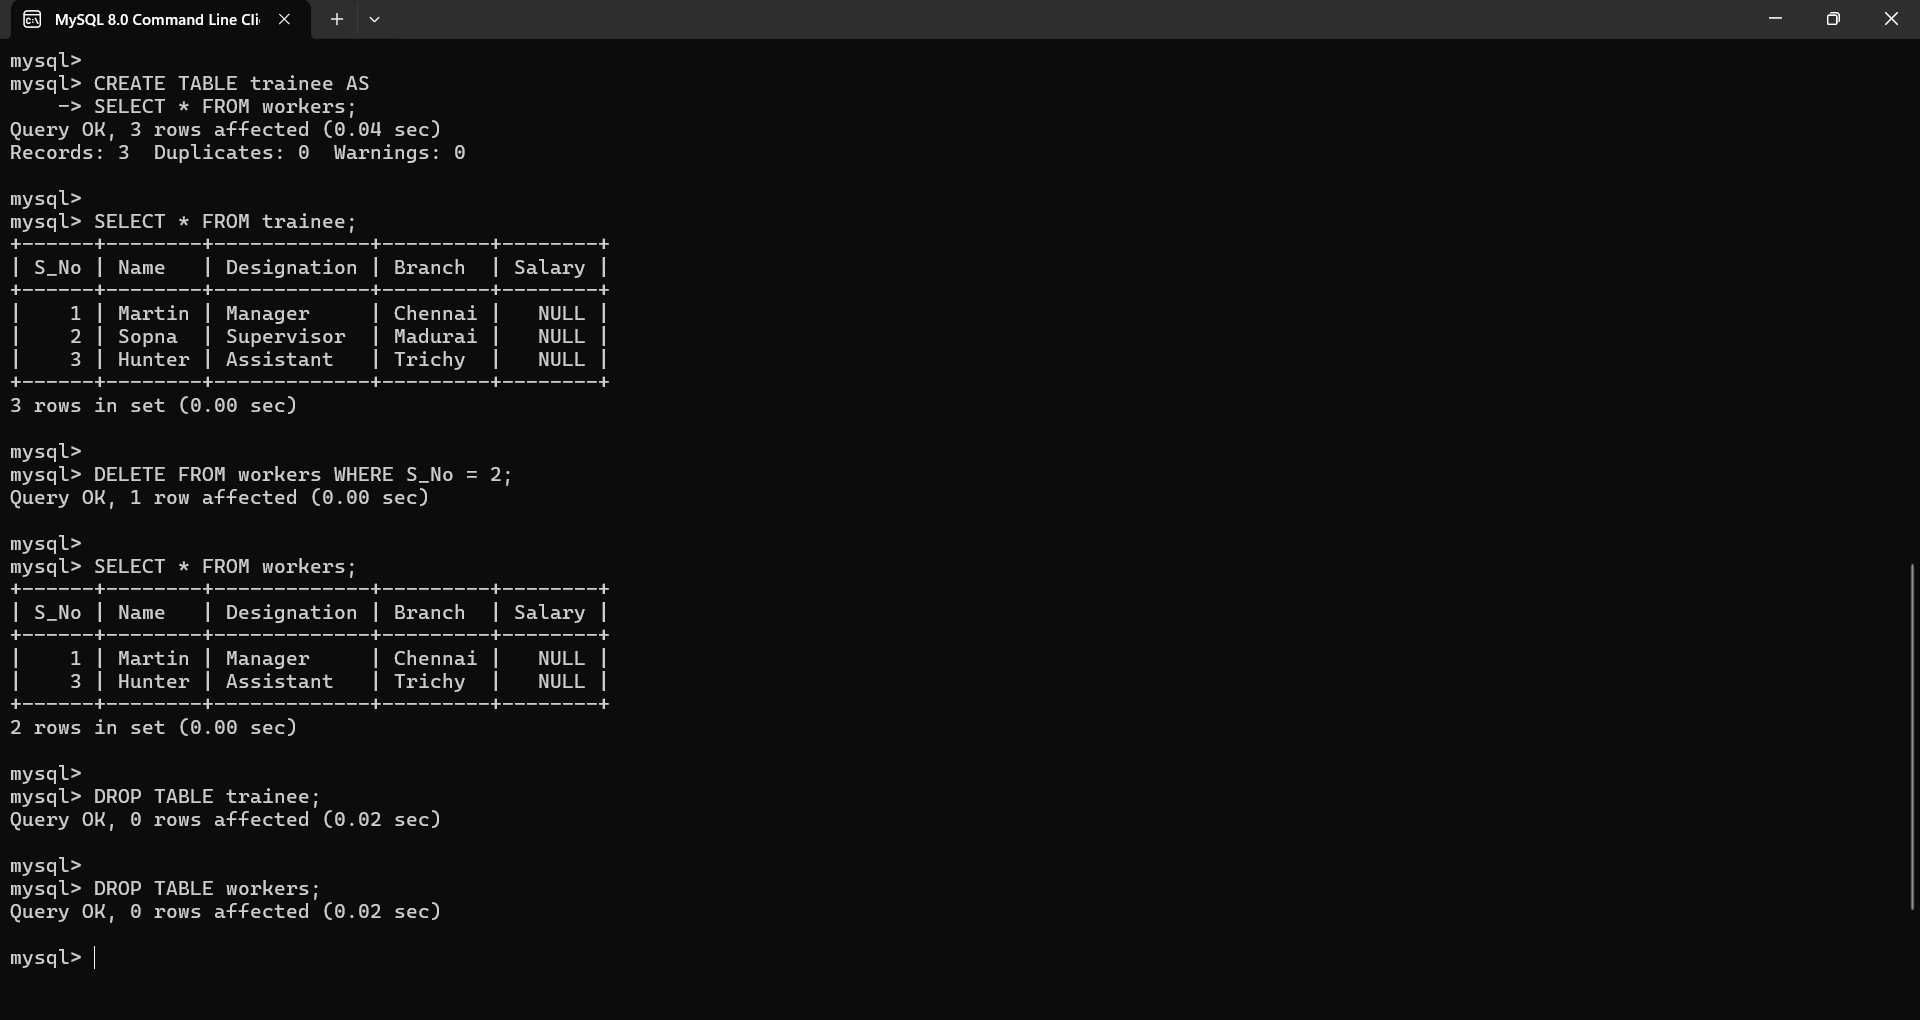 MySQL 8.0 Command Line Cli
mysql>
mysql> CREATE TABLE trainee AS
    -> SELECT * FROM workers;
Query OK, 3 rows affected (0.04 sec)
Records: 3  Duplicates: 0  Warnings: 0

mysql>
mysql> SELECT * FROM trainee;
+------+--------+-------------+---------+--------+
| S_No | Name   | Designation | Branch  | Salary |
+------+--------+-------------+---------+--------+
|    1 | Martin | Manager     | Chennai |   NULL |
|    2 | Sopna  | Supervisor  | Madurai |   NULL |
|    3 | Hunter | Assistant   | Trichy  |   NULL |
+------+--------+-------------+---------+--------+
3 rows in set (0.00 sec)

mysql>
mysql> DELETE FROM workers WHERE S_No = 2;
Query OK, 1 row affected (0.00 sec)

mysql>
mysql> SELECT * FROM workers;
+------+--------+-------------+---------+--------+
| S_No | Name   | Designation | Branch  | Salary |
+------+--------+-------------+---------+--------+
|    1 | Martin | Manager     | Chennai |   NULL |
|    3 | Hunter | Assistant   | Trichy  |   NULL |
+------+--------+-------------+---------+--------+
2 rows in set (0.00 sec)

mysql>
mysql> DROP TABLE trainee;
Query OK, 0 rows affected (0.02 sec)

mysql>
mysql> DROP TABLE workers;
Query OK, 0 rows affected (0.02 sec)

mysql>